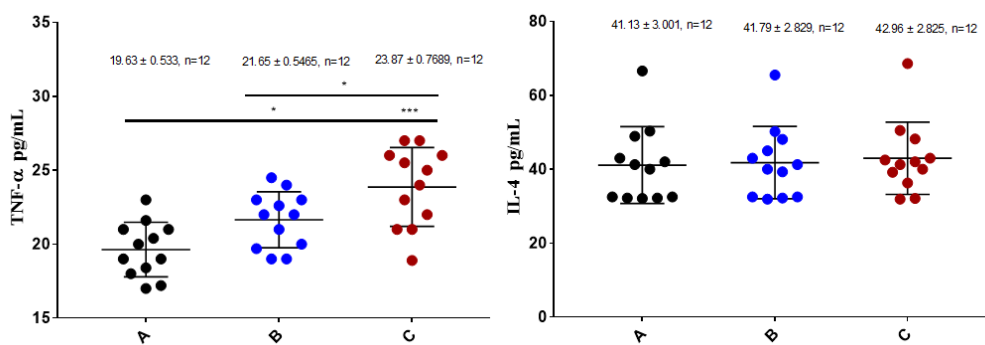 35
30
25
20
15
TNF-α pg/mL
19.63 ± 0.533, n=12
21.65 ± 0.5465, n=12
23.87 ± 0.7689, n=12
*
*
***
A
B
C
80
60
40
20
0
IL-4 pg/mL
41.13 ± 3.001, n=12
41.79 ± 2.829, n=12
42.96 ± 2.825, n=12
A
B
C